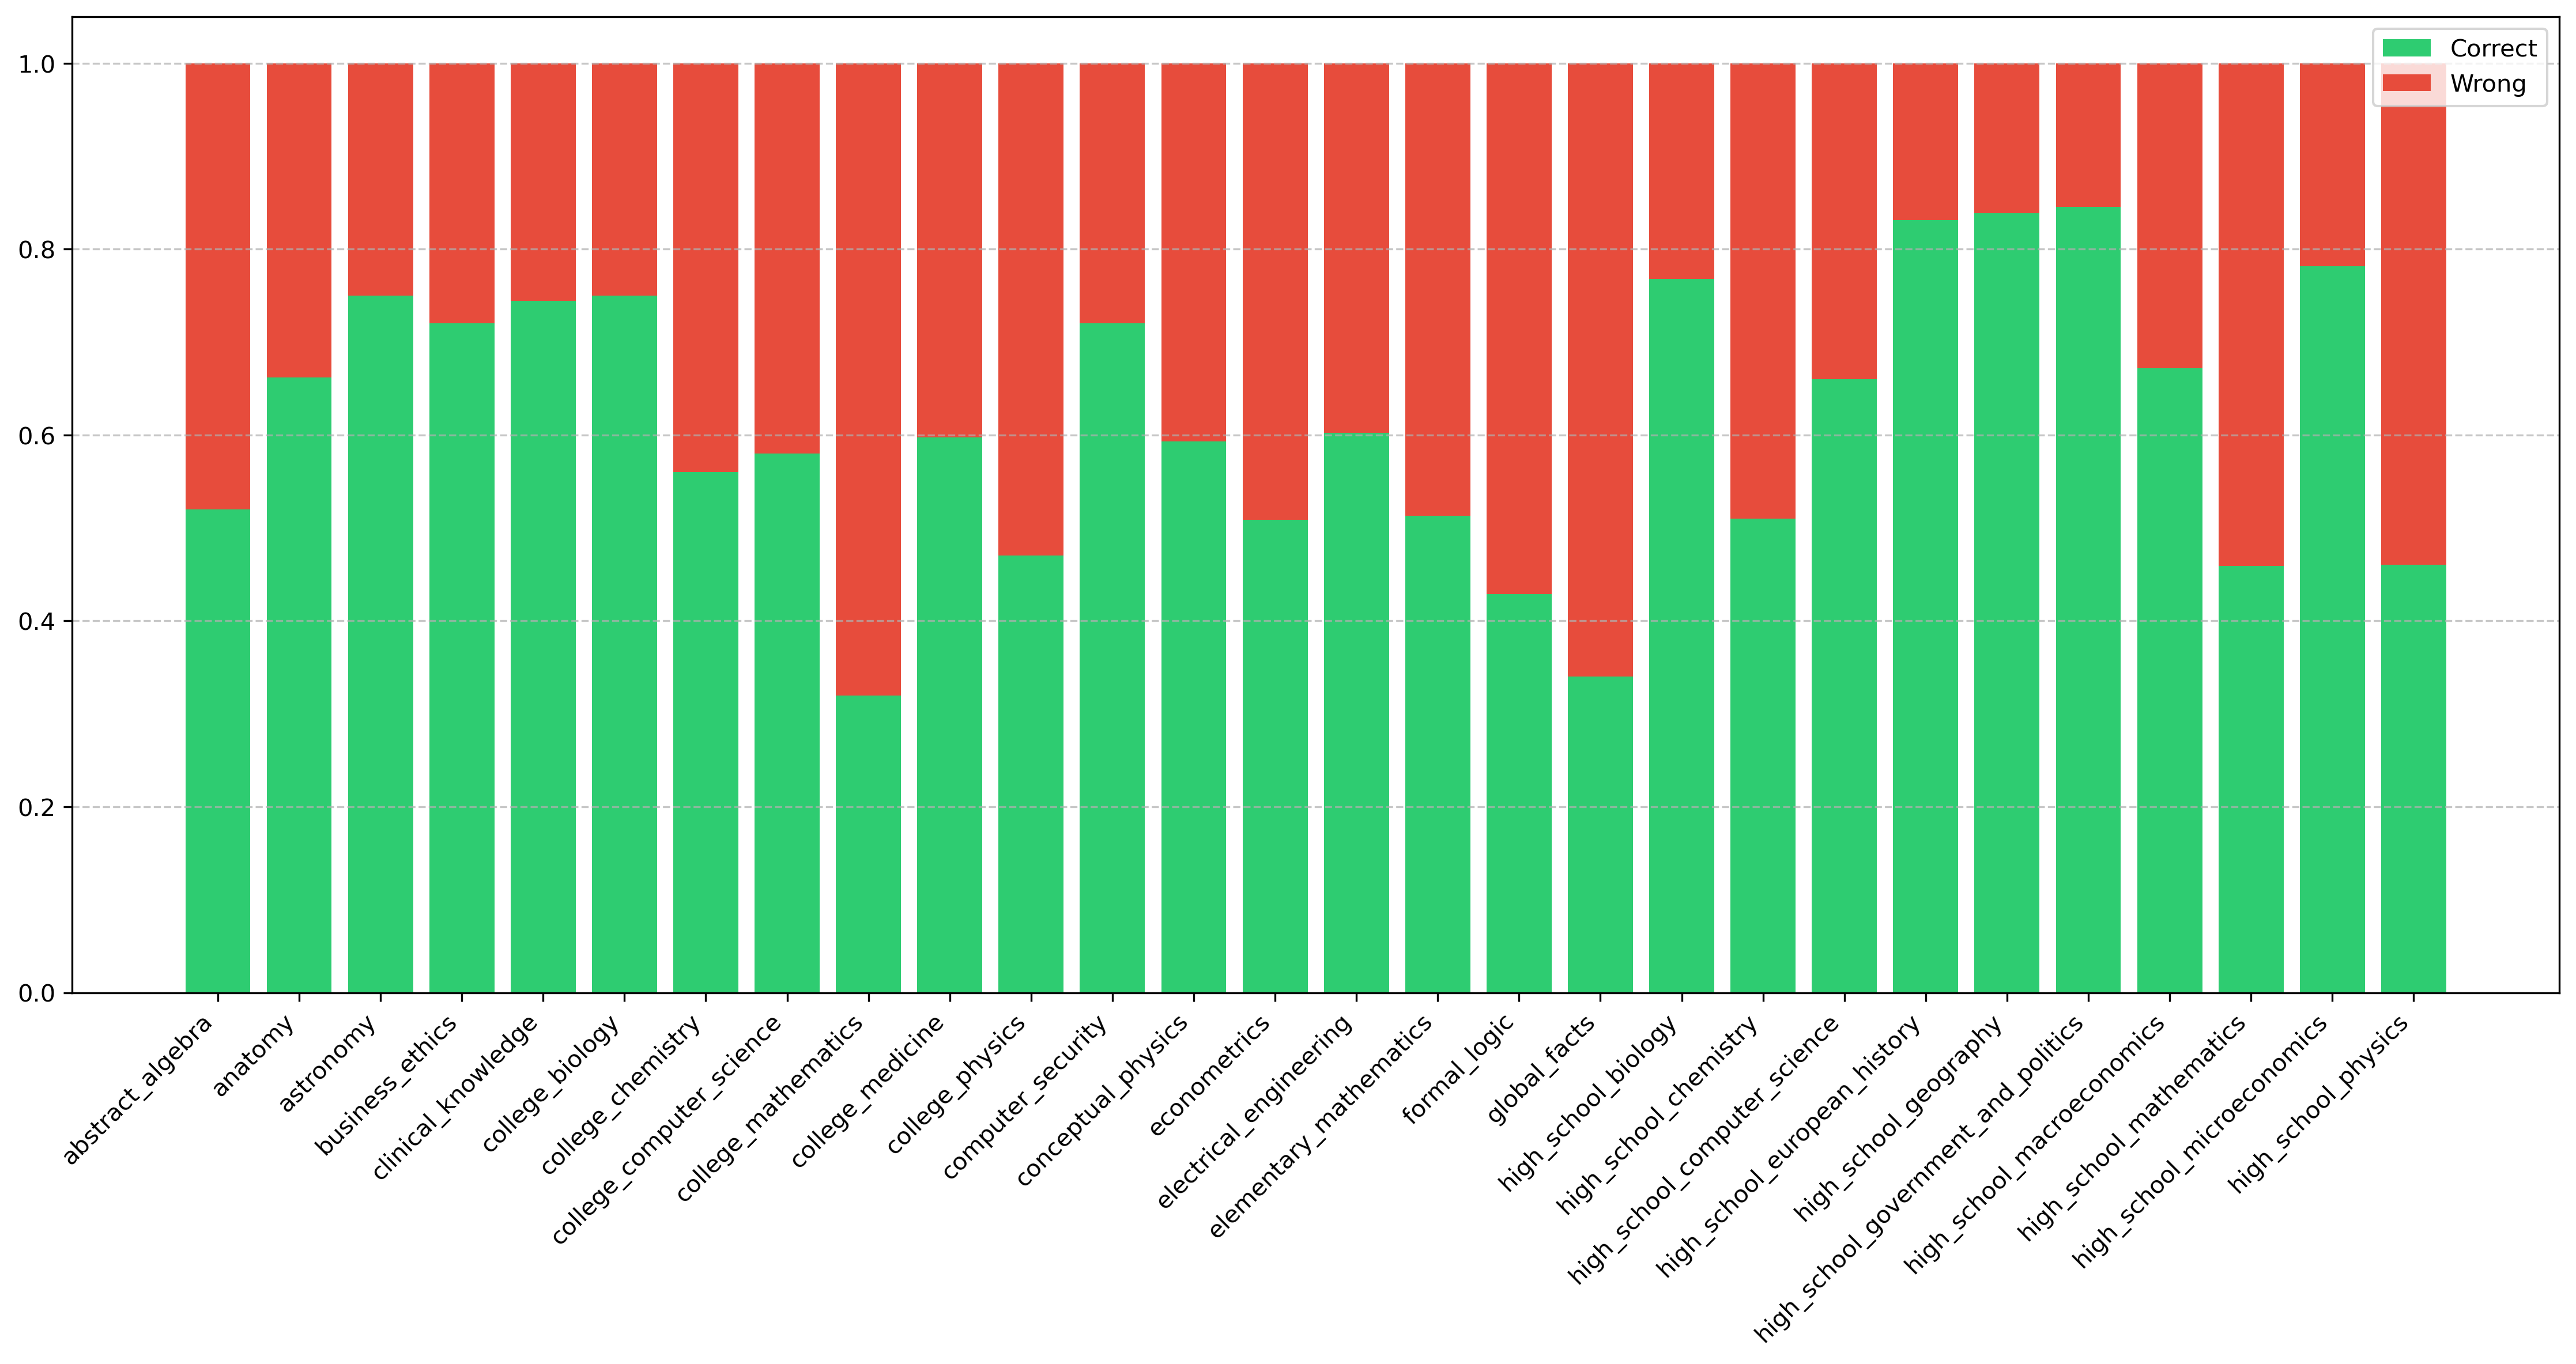 Correct
Wrong
1.0
0.8
0.6
0.4
0.2
0.0
abstract_algebra
anatomy
astronomy
business_ethics
clinical_knowledge
college_biology
college_chemistry
college_computer_science
college_mathematics
college_medicine
college_physics
computer_security
conceptual_physics
econometrics
electrical_engineering
elementary_mathematics
formal_logic
global_facts
high_school_biology
high_school_chemistry
high_school_computer_science
high_school_european_history
high_school_geography
high_school_government_and_politics
high_school_macroeconomics
high_school_mathematics
high_school_microeconomics
high_school_physics